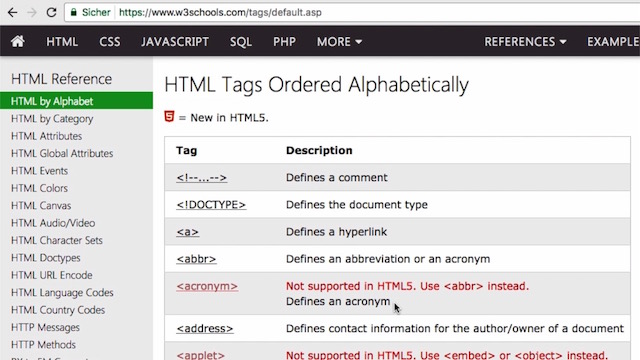 Sicher https://www.w3schools.com/tags/default.asp
HTML CSS JAVASCRIPT SQL PHP MORE REFERENCES EXAMPLE
HTML Reference
HTML by Alphabet
HTML by Category
HTML Attributes
HTML Global Attributes
HTML Events
HTML Colors
HTML Canvas
HTML Audio/Video
HTML Character Sets
HTML Doctypes
HTML URL Encode
HTML Language Codes
HTML Country Codes
HTTP Messages
HTTP Methods
HTML Tags Ordered Alphabetically
= New in HTML5.
Tag Description
<!--...--> Defines a comment
<!DOCTYPE> Defines the document type
<a> Defines a hyperlink
<abbr> Defines an abbreviation or an acronym
<acronym> Not supported in HTML5. Use <abbr> instead.
Defines an acronym
<address> Defines contact information for the author/owner of a document
<applet> Not supported in HTML5. Use <embed> or <object> instead.